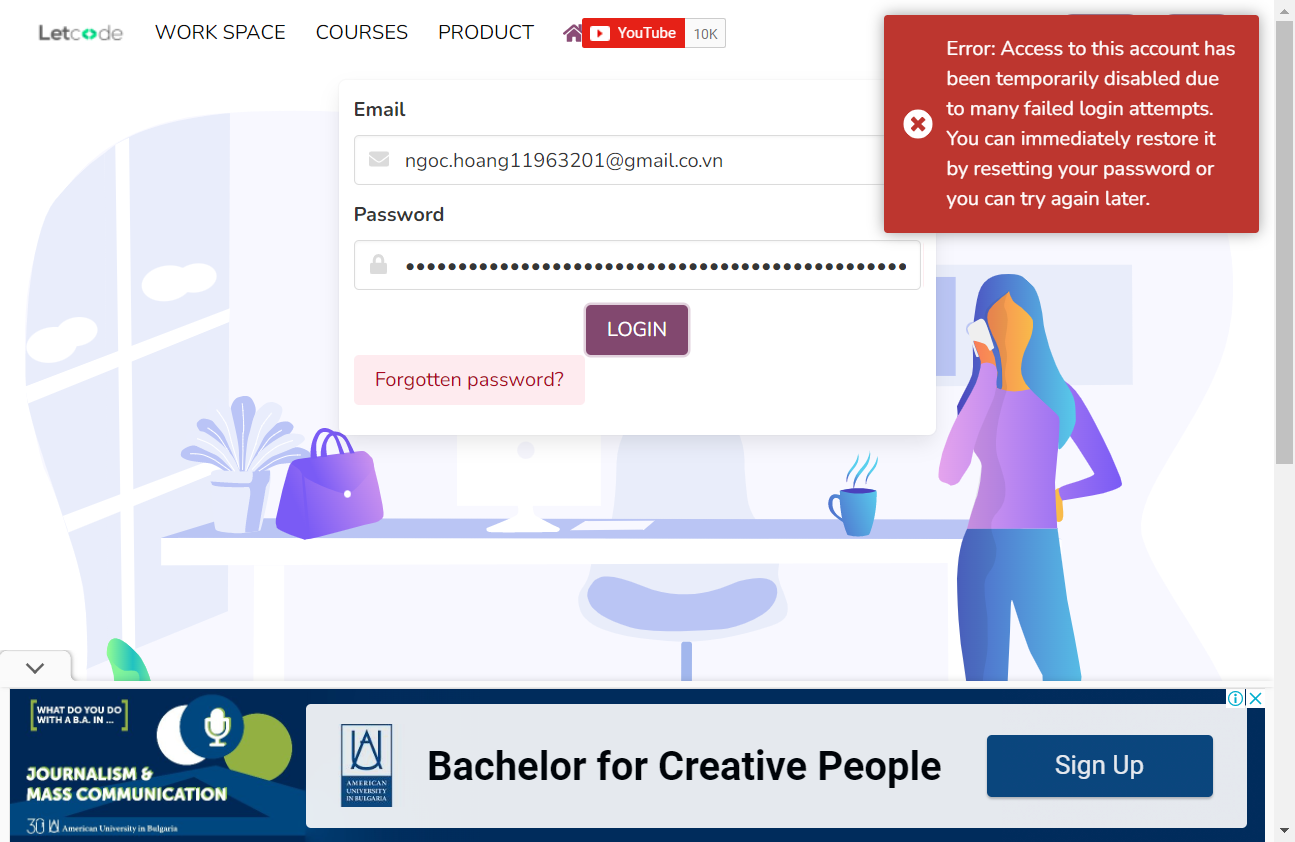 Letcode
WORK SPACE
COURSES
PRODUCT
YouTube
10K
Error: Access to this account has
been temporarily disabled due
to many failed login attempts.
You can immediately restore it
by resetting your password or
you can try again later.
Email
ngoc.hoang11963201@gmail.co.vn
Password
LOGIN
Forgotten password?
WHAT DO YOU DO
WITH A B.A. IN ...
JOURNALISM &
MASS COMMUNICATION
30 American University in Bulgaria
AMERICAN
UNIVERSITY
IN BULGARIA
Bachelor for Creative People
Sign Up